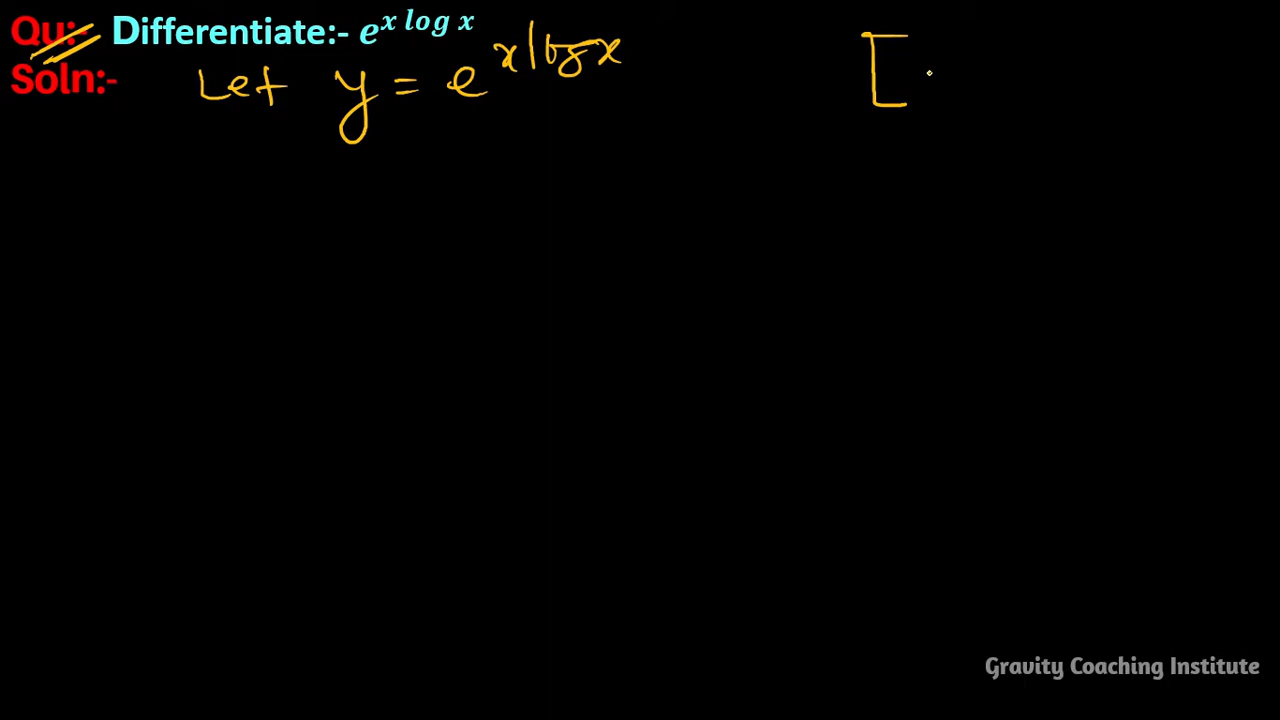 Qu:- Differentiate:- e^{x log x}
Soln:- Let y = e^{x log x} [
Gravity Coaching Institute